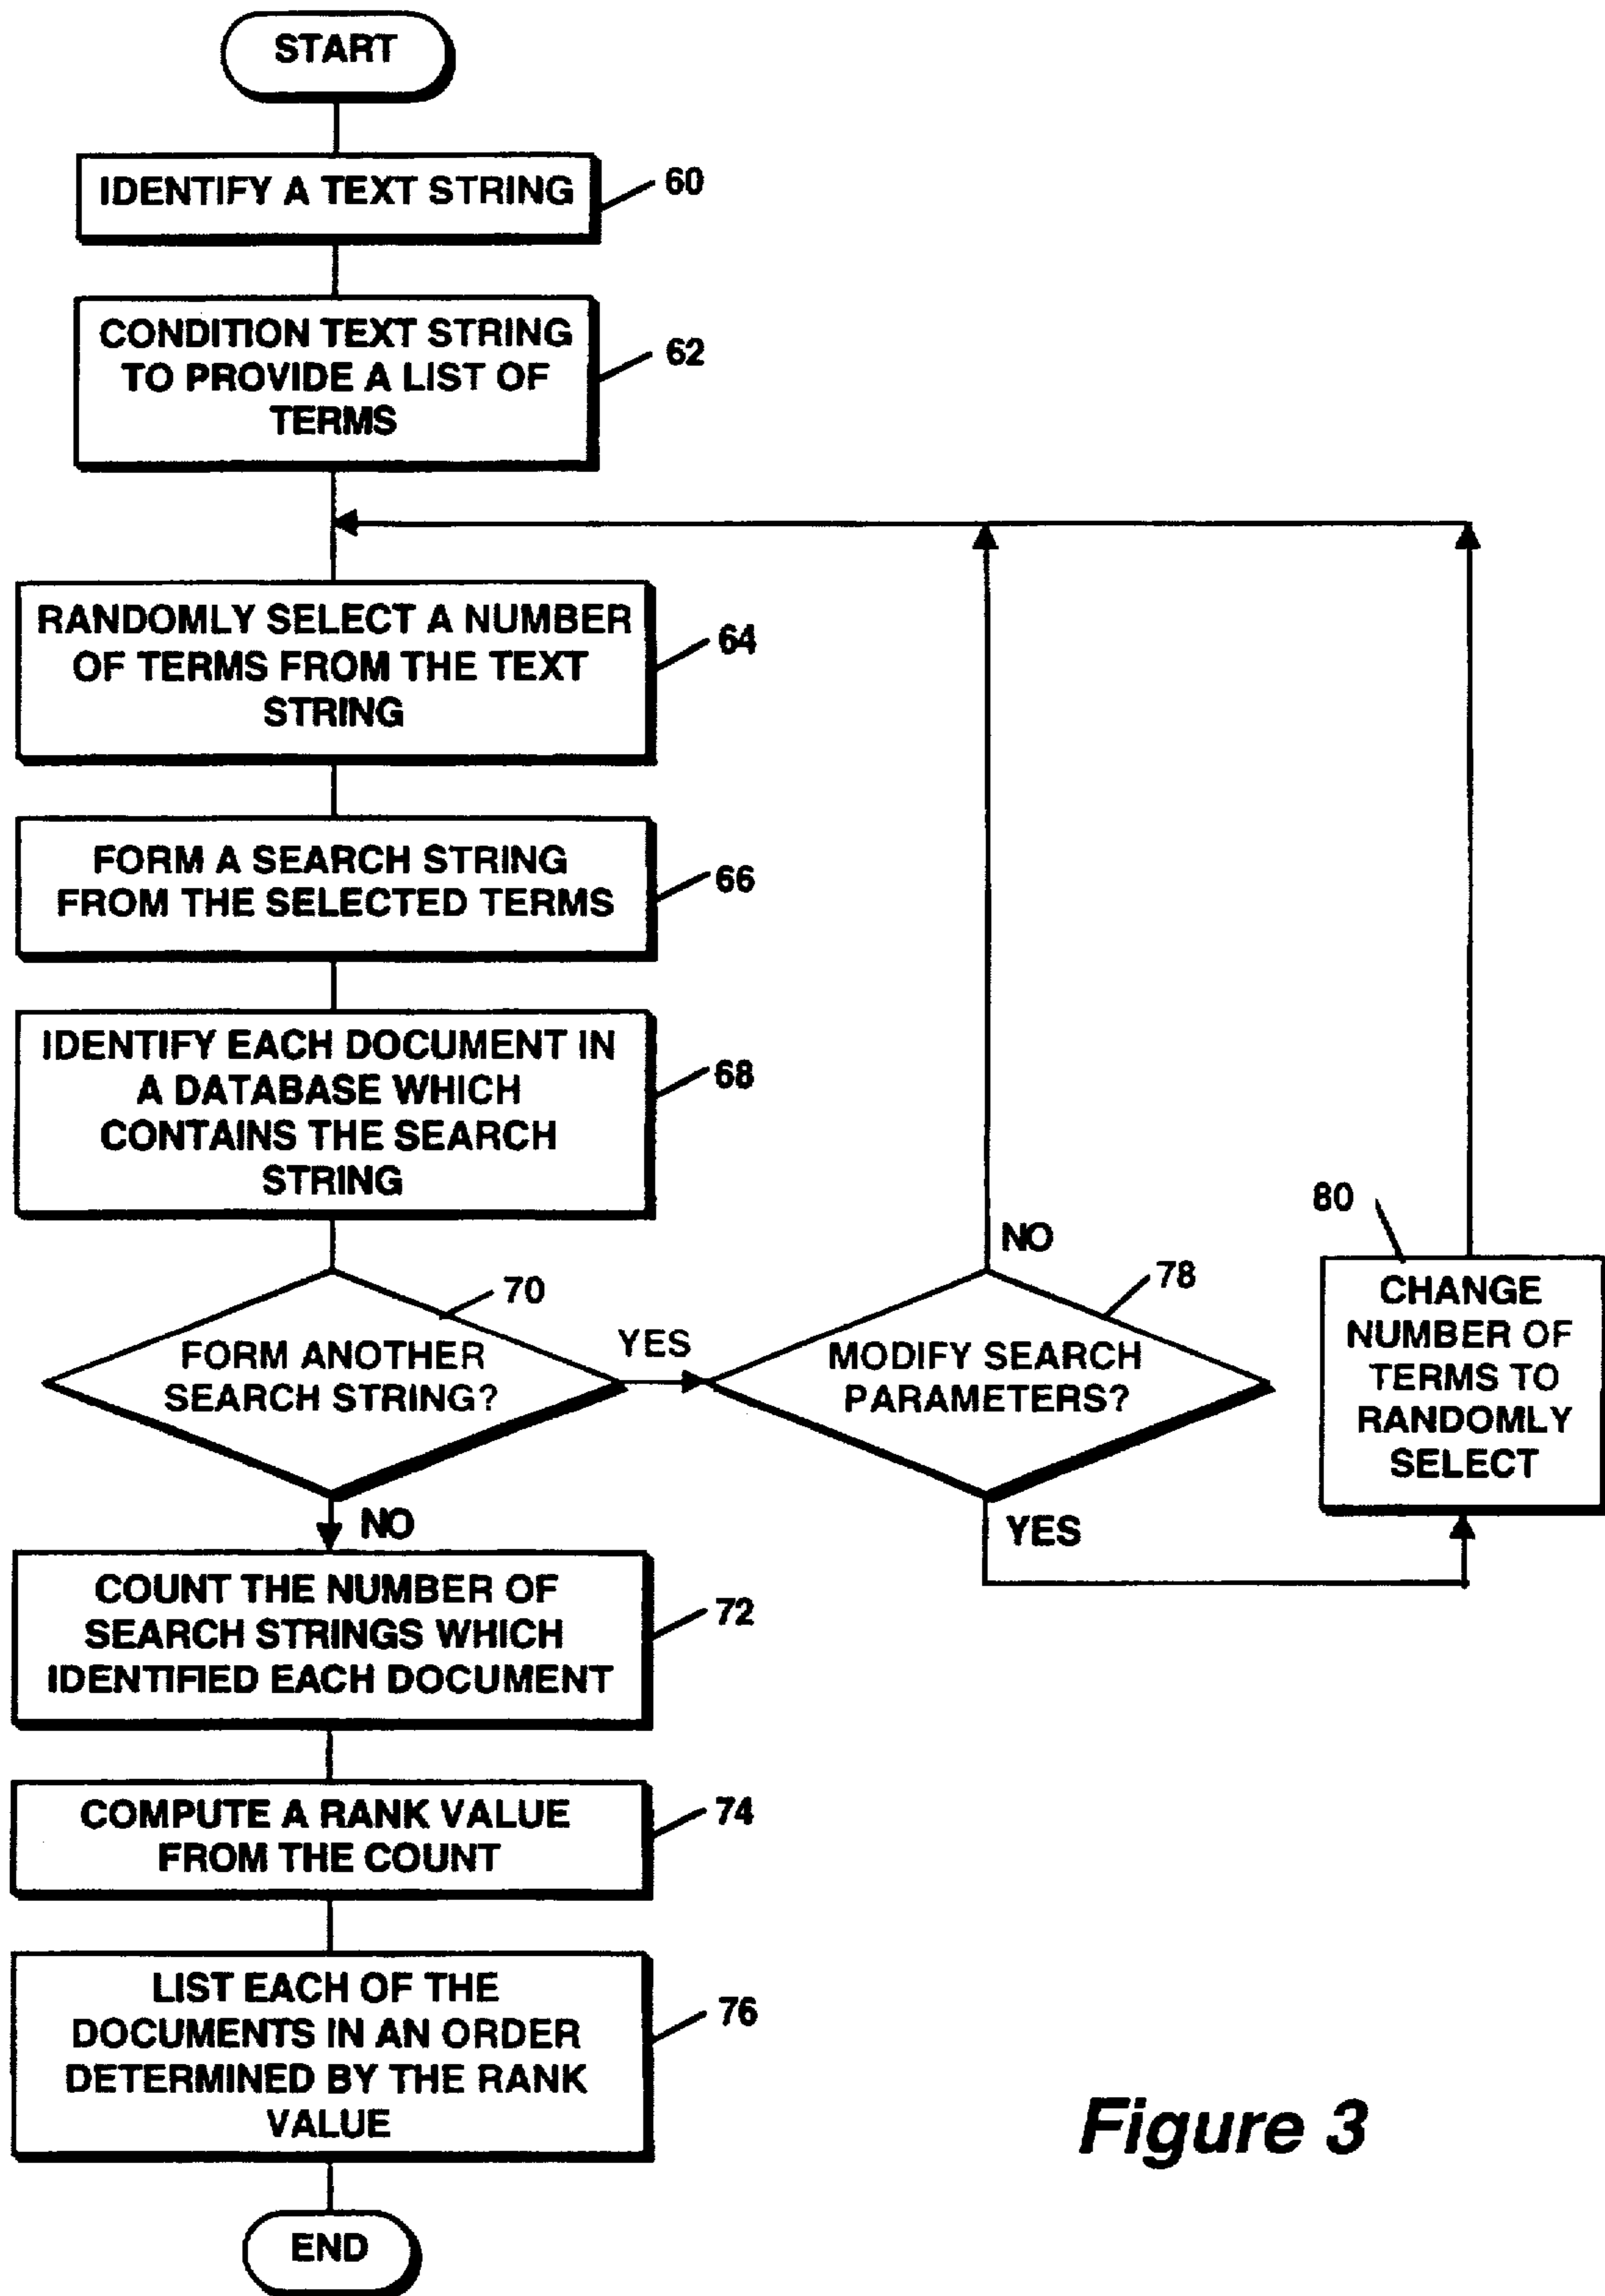 START
IDENTIFY A TEXT STRING
60
CONDITION TEXT STRING
TO PROVIDE A LIST OF
TERMS
62
RANDOMLY SELECT A NUMBER
OF TERMS FROM THE TEXT
STRING
64
FORM A SEARCH STRING
FROM THE SELECTED TERMS
66
IDENTIFY EACH DOCUMENT IN
A DATABASE WHICH
CONTAINS THE SEARCH
STRING
68
FORM ANOTHER
SEARCH STRING?
70
YES
NO
MODIFY SEARCH
PARAMETERS?
78
NO
YES
80
CHANGE
NUMBER OF
TERMS TO
RANDOMLY
SELECT
COUNT THE NUMBER OF
SEARCH STRINGS WHICH
IDENTIFIED EACH DOCUMENT
72
COMPUTE A RANK VALUE
FROM THE COUNT
74
LIST EACH OF THE
DOCUMENTS IN AN ORDER
DETERMINED BY THE RANK
VALUE
76
END
Figure 3